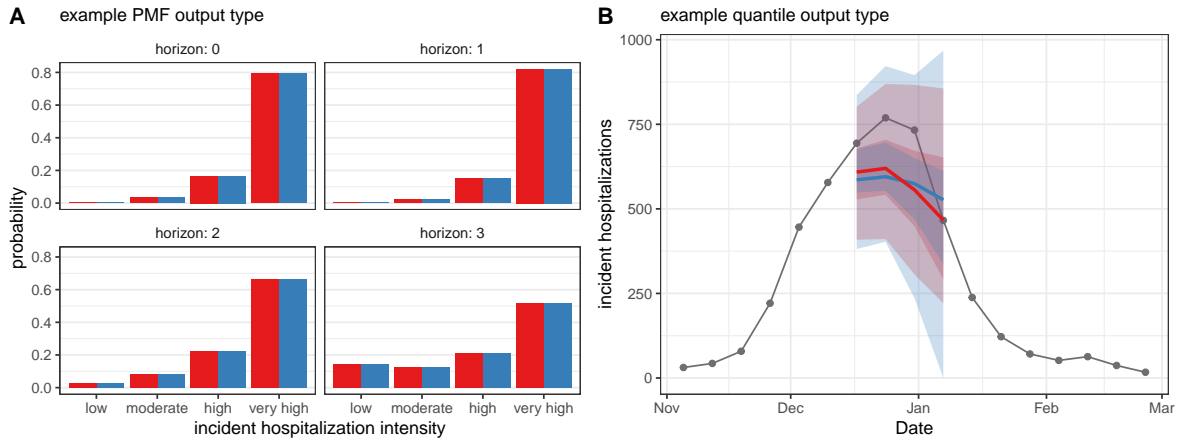 A
example PMF output type
horizon: 0
horizon: 1
0.8
0.6
0.4
0.2
0.0
horizon: 2
horizon: 3
0.8
0.6
0.4
0.2
0.0
probability
low moderate high very high
low moderate high very high
incident hospitalization intensity
B
example quantile output type
1000
750
500
250
0
incident hospitalizations
Nov Dec Jan Feb Mar
Date